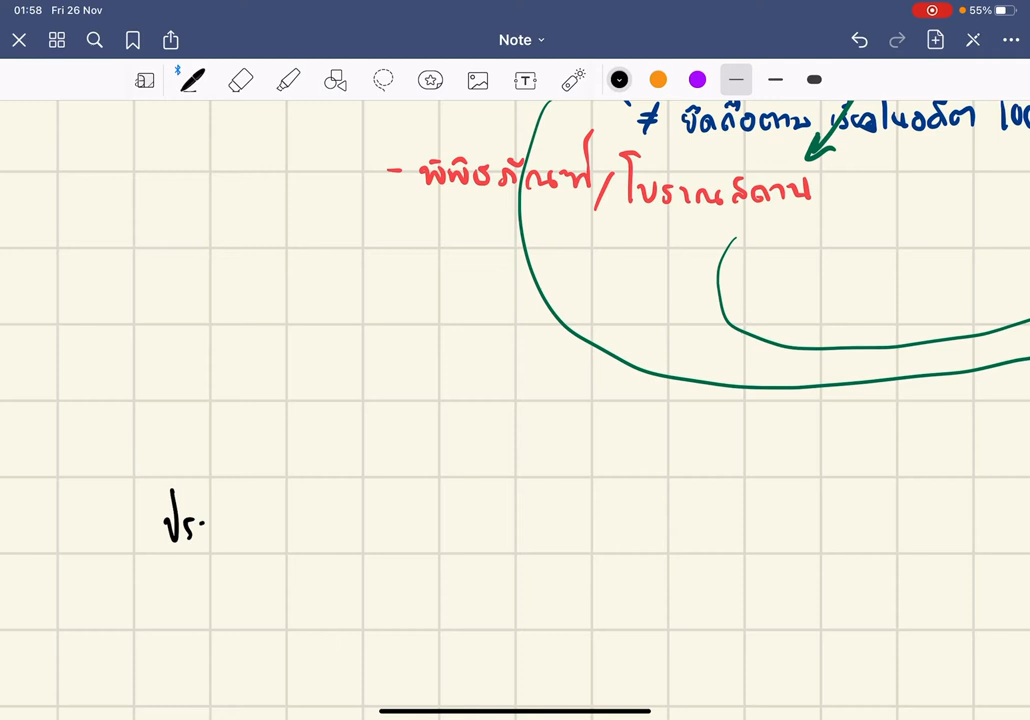 01:58 Fri 26 Nov 55%
Note
≠ ยึดถือตาม
- พิพิธภัณฑ์/โบราณสถาน
ปร